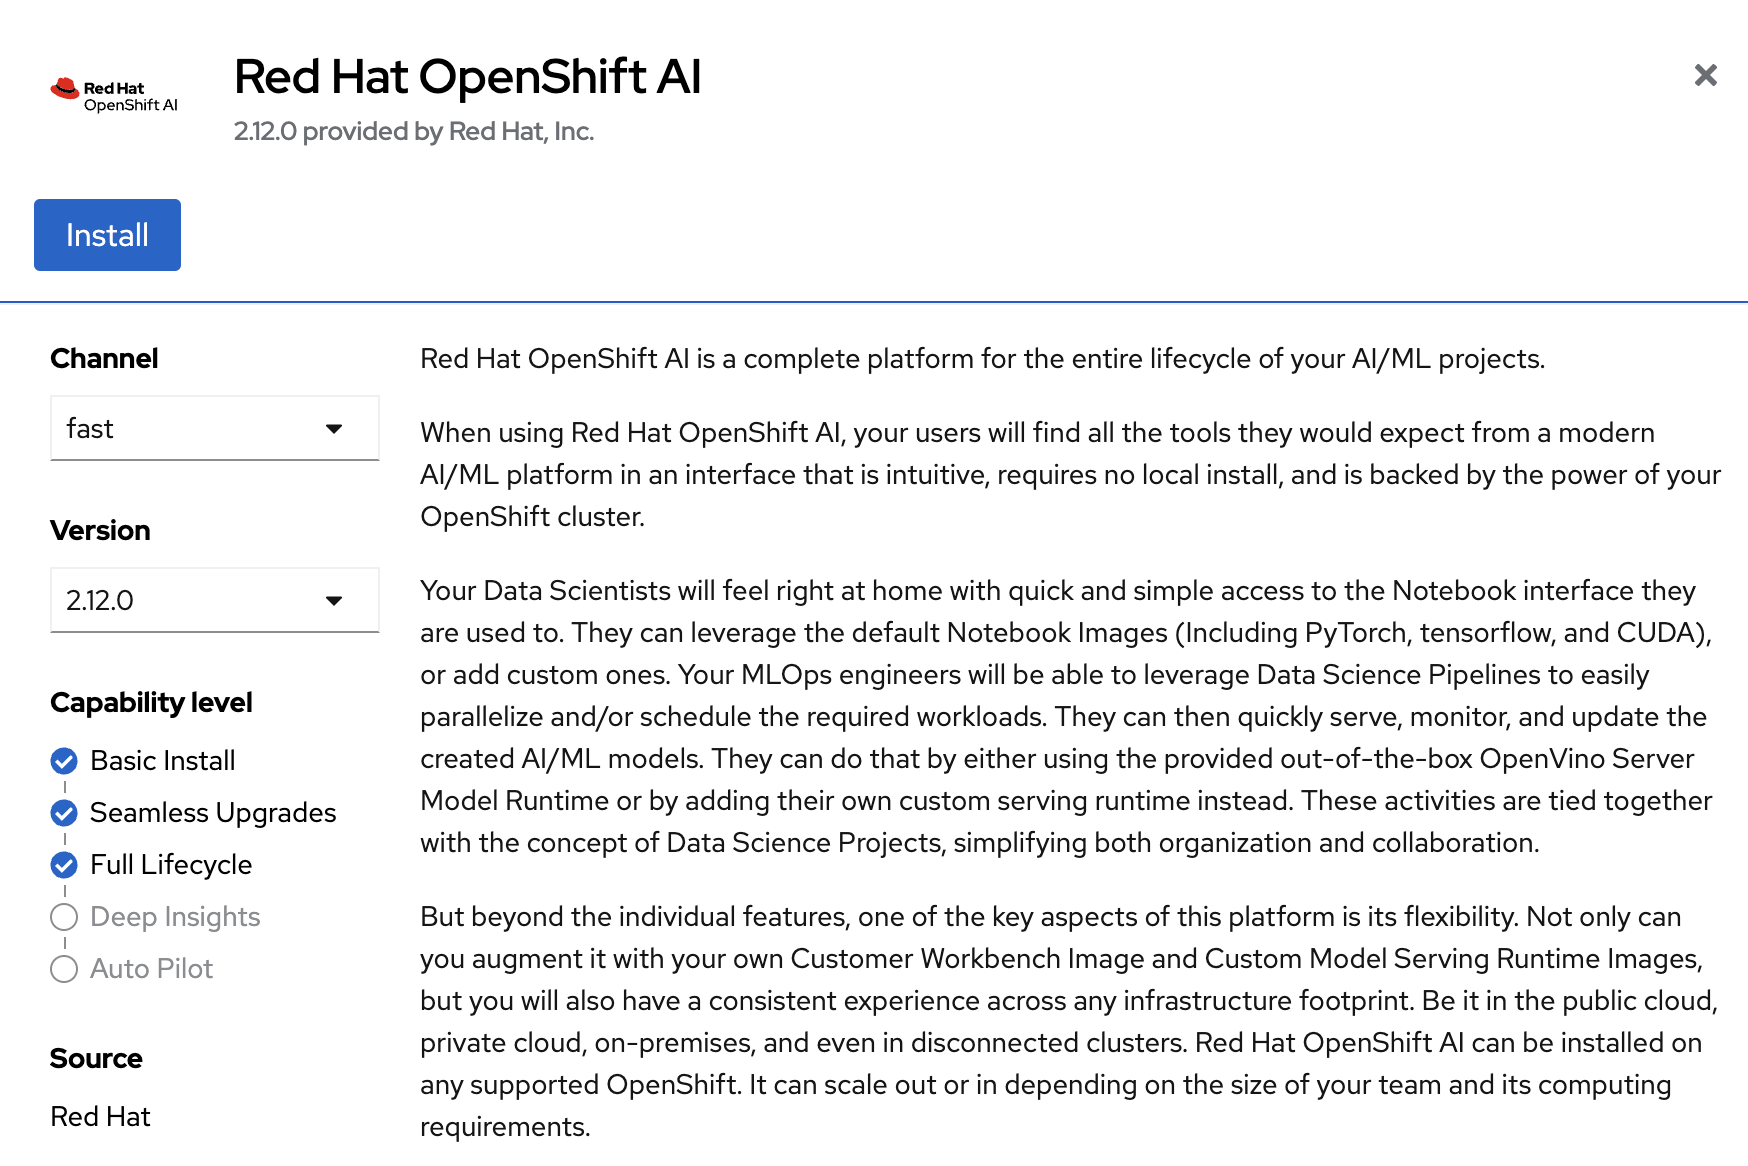 Red Hat
OpenShift AI
Red Hat OpenShift AI
2.12.0 provided by Red Hat, Inc.
Install
Channel
fast
Version
2.12.0
Capability level
Basic Install
Seamless Upgrades
Full Lifecycle
Deep Insights
Auto Pilot
Source
Red Hat
Red Hat OpenShift AI is a complete platform for the entire lifecycle of your AI/ML projects.
When using Red Hat OpenShift AI, your users will find all the tools they would expect from a modern
AI/ML platform in an interface that is intuitive, requires no local install, and is backed by the power of your
OpenShift cluster.
Your Data Scientists will feel right at home with quick and simple access to the Notebook interface they
are used to. They can leverage the default Notebook Images (Including PyTorch, tensorflow, and CUDA),
or add custom ones. Your MLOps engineers will be able to leverage Data Science Pipelines to easily
parallelize and/or schedule the required workloads. They can then quickly serve, monitor, and update the
created AI/ML models. They can do that by either using the provided out-of-the-box OpenVino Server
Model Runtime or by adding their own custom serving runtime instead. These activities are tied together
with the concept of Data Science Projects, simplifying both organization and collaboration.
But beyond the individual features, one of the key aspects of this platform is its flexibility. Not only can
you augment it with your own Customer Workbench Image and Custom Model Serving Runtime Images,
but you will also have a consistent experience across any infrastructure footprint. Be it in the public cloud,
private cloud, on-premises, and even in disconnected clusters. Red Hat OpenShift AI can be installed on
any supported OpenShift. It can scale out or in depending on the size of your team and its computing
requirements.